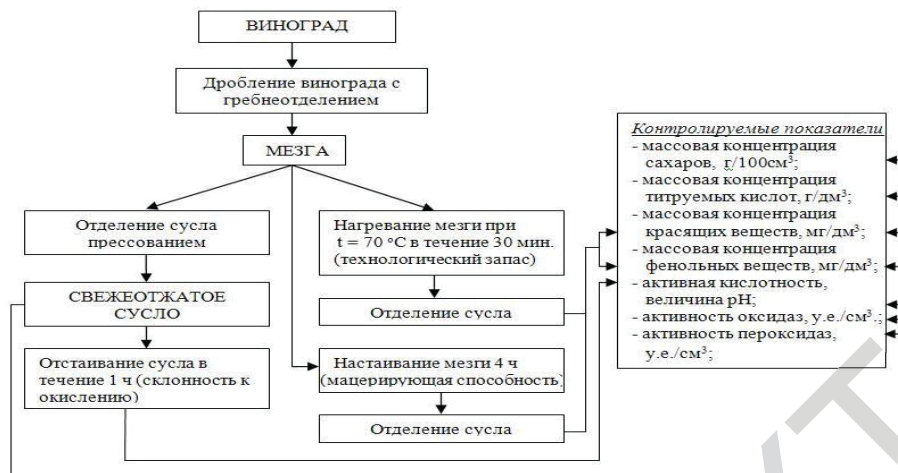 ВИНОГРАД
Дробление винограда с
гребнеотделением
МЕЗГА
Отделение сусла
прессованием
СВЕЖЕОТЖАТОЕ
СУСЛО
Отстаивание сусла в
течение 1 ч (склонность к
окислению)
Нагревание мезги при
t = 70 °С в течение 30 мин.
(технологический запас)
Отделение сусла
Настаивание мезги 4 ч
(мацерирующая способность)
Отделение сусла
Контролируемые показатели
- массовая концентрация
сахаров, г/100см³;
- массовая концентрация
титруемых кислот, г/дм³;
- массовая концентрация
красящих веществ, мг/дм³;
- массовая концентрация
фенольных веществ, мг/дм³;
- активная кислотность,
величина pH;
- активность оксидаз, у.е./см³.;
- активность пероксидаз,
у.е./см³;